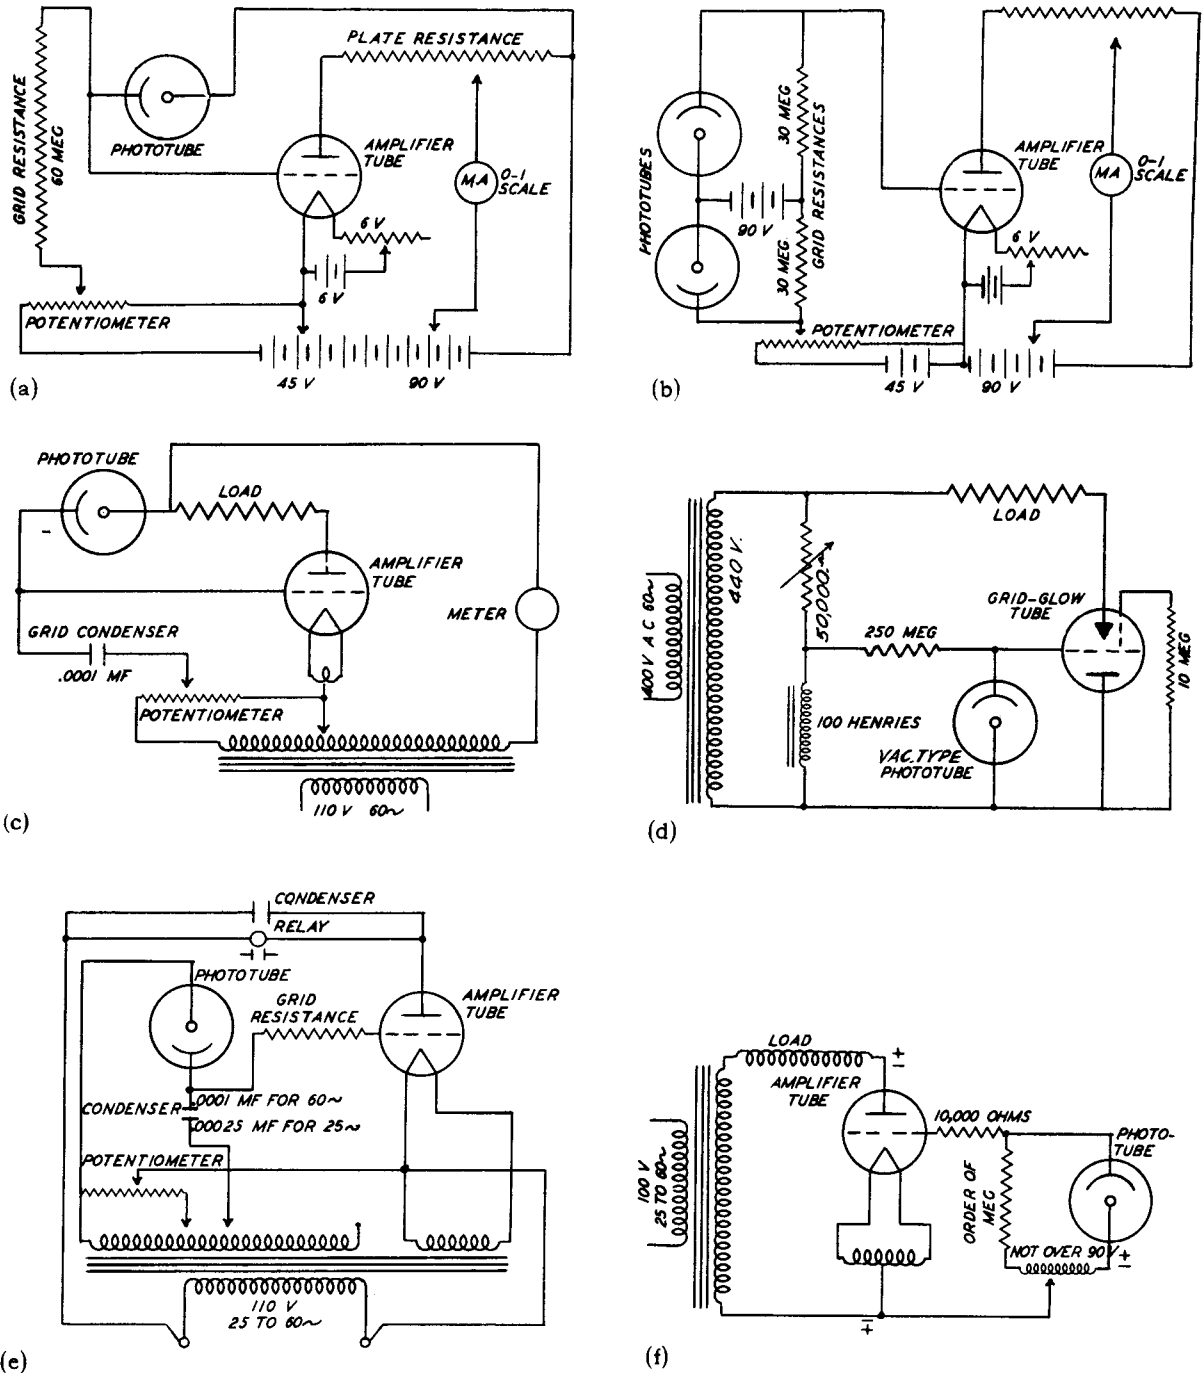 GRID RESISTANCE
60 MEG
PHOTOTUBE
PLATE RESISTANCE
AMPLIFIER
TUBE
MA
0-1
SCALE
6 V
6 V
POTENTIOMETER
45 V
90 V
(a)
PHOTOTUBES
30 MEG
30 MEG
GRID RESISTANCES
90 V
AMPLIFIER
TUBE
MA
0-1
SCALE
6 V
POTENTIOMETER
45 V
90 V
(b)
PHOTOTUBE
-
LOAD
AMPLIFIER
TUBE
METER
GRID CONDENSER
.0001 MF
POTENTIOMETER
110 V 60~
(c)
400V A C 60~
440 V.
50,000~
LOAD
GRID-GLOW
TUBE
250 MEG
10 MEG
100 HENRIES
VAC. TYPE
PHOTOTUBE
(d)
CONDENSER
RELAY
PHOTOTUBE
GRID
RESISTANCE
AMPLIFIER
TUBE
CONDENSER
.0001 MF FOR 60~
.00025 MF FOR 25~
POTENTIOMETER
110 V
25 TO 60~
(e)
LOAD
+
-
AMPLIFIER
TUBE
10,000 OHMS
PHOTO-
TUBE
100 V
25 TO 60~
ORDER OF
MEG
NOT OVER 90 V
+
-
-
+
(f)